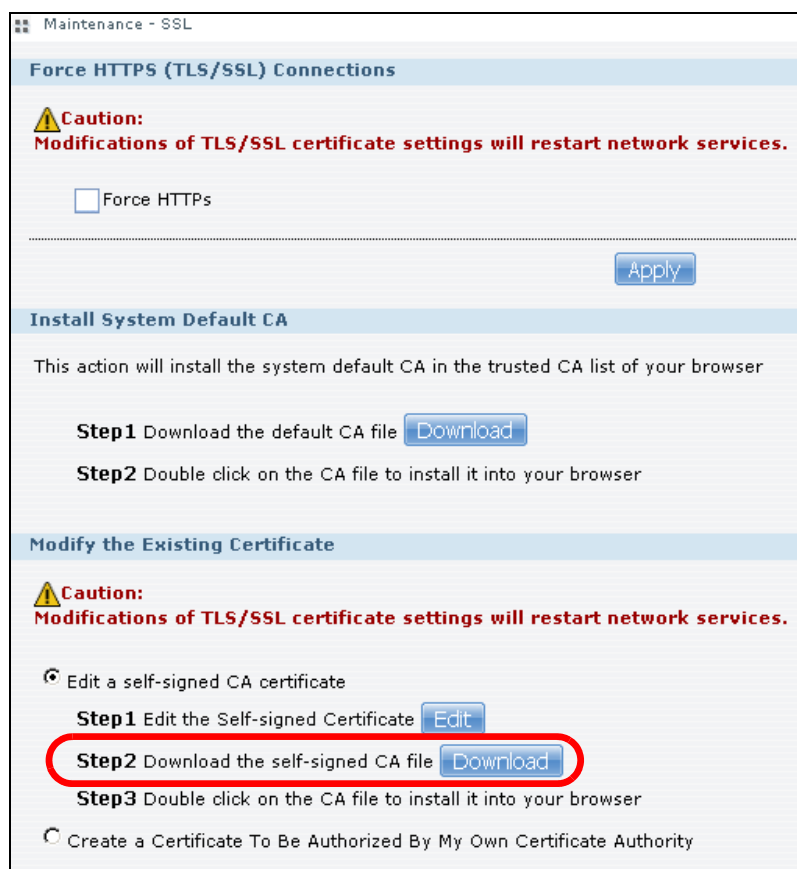 Maintenance - SSL
Force HTTPS (TLS/SSL) Connections
Caution:
Modifications of TLS/SSL certificate settings will restart network services.
Force HTTPs
Apply
Install System Default CA
This action will install the system default CA in the trusted CA list of your browser
Step1 Download the default CA file Download
Step2 Double click on the CA file to install it into your browser
Modify the Existing Certificate
Caution:
Modifications of TLS/SSL certificate settings will restart network services.
Edit a self-signed CA certificate
Step1 Edit the Self-signed Certificate Edit
Step2 Download the self-signed CA file Download
Step3 Double click on the CA file to install it into your browser
Create a Certificate To Be Authorized By My Own Certificate Authority